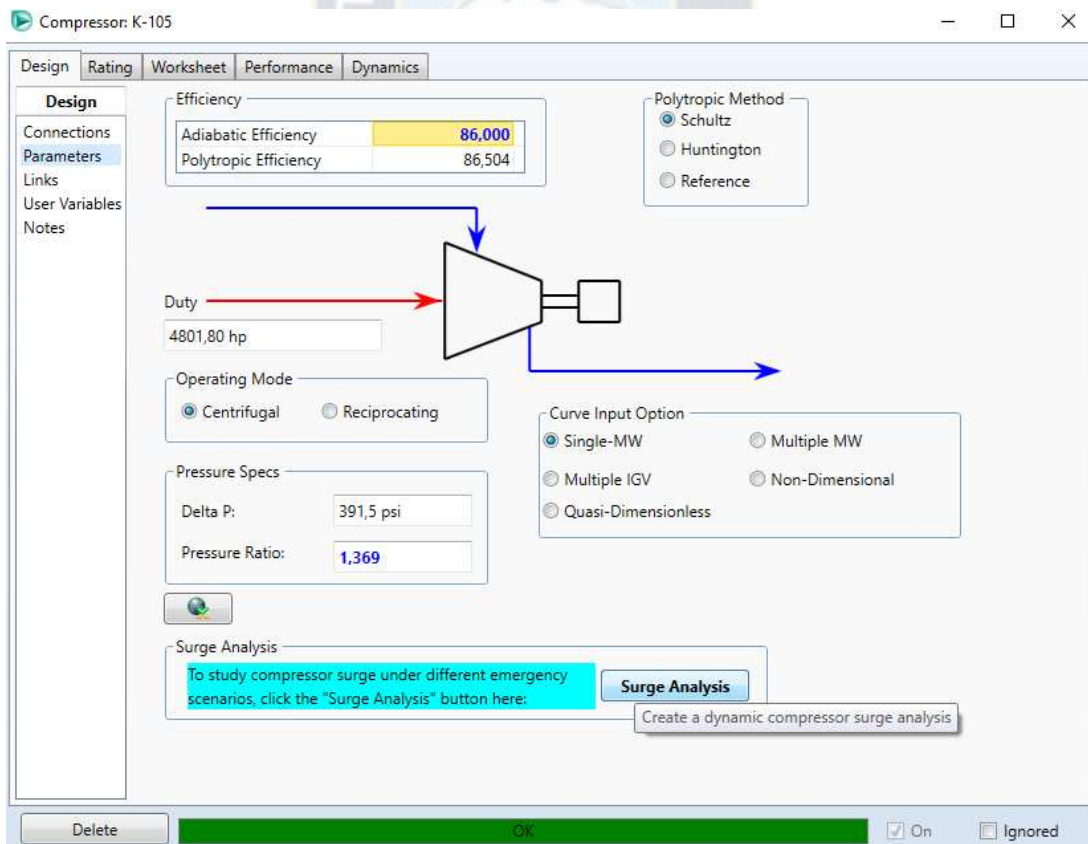 Compressor: K-105
Design Rating Worksheet Performance Dynamics
Design
Connections
Parameters
Links
User Variables
Notes
Efficiency
Adiabatic Efficiency 86,000
Polytropic Efficiency 86,504
Polytropic Method
Schultz
Huntington
Reference
Duty
4801,80 hp
Operating Mode
Centrifugal Reciprocating
Curve Input Option
Single-MW Multiple MW
Multiple IGV Non-Dimensional
Quasi-Dimensionless
Pressure Specs
Delta P: 391,5 psi
Pressure Ratio: 1,369
Surge Analysis
To study compressor surge under different emergency
scenarios, click the "Surge Analysis" button here:
Surge Analysis
Create a dynamic compressor surge analysis
Delete OK On Ignored